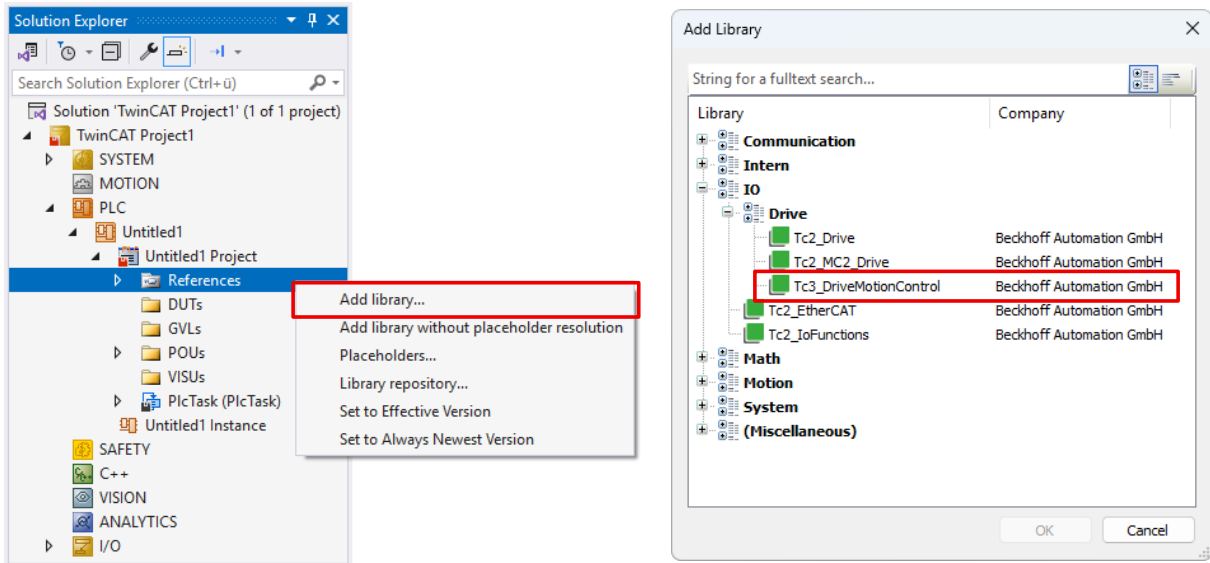 Solution Explorer
Search Solution Explorer (Ctrl+ü)
Solution 'TwinCAT Project1' (1 of 1 project)
TwinCAT Project1
SYSTEM
MOTION
PLC
Untitled1
Untitled1 Project
References
DUTs
GVLs
POUs
VISUs
PlcTask (PlcTask)
Untitled1 Instance
SAFETY
C++
VISION
ANALYTICS
I/O
Add library...
Add library without placeholder resolution
Placeholders...
Library repository...
Set to Effective Version
Set to Always Newest Version
Add Library
String for a fulltext search...
Library Company
Communication
Intern
IO
Drive
Tc2_Drive Beckhoff Automation GmbH
Tc2_MC2_Drive Beckhoff Automation GmbH
Tc3_DriveMotionControl Beckhoff Automation GmbH
Tc2_EtherCAT Beckhoff Automation GmbH
Tc2_IoFunctions Beckhoff Automation GmbH
Math
Motion
System
(Miscellaneous)
OK Cancel